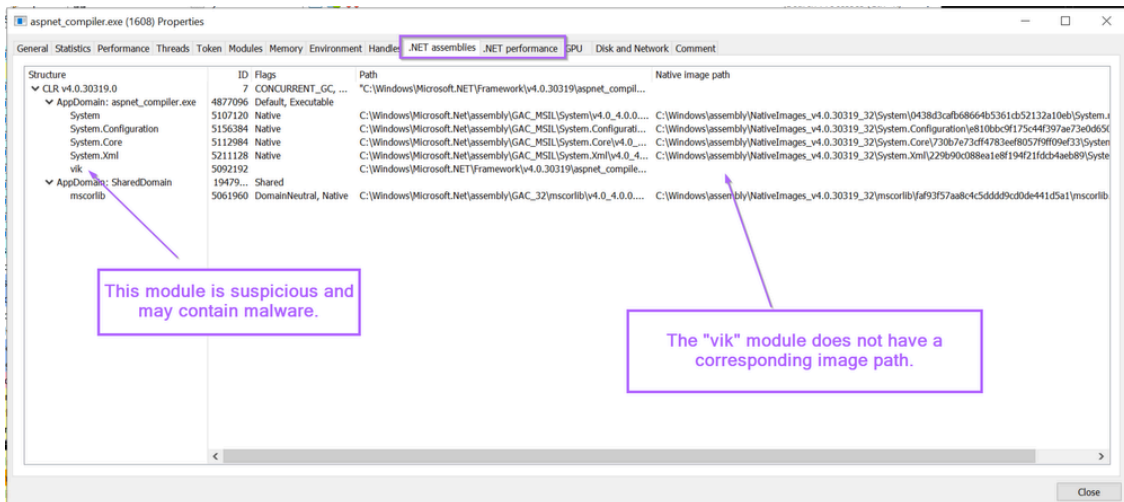 aspnet_compiler.exe (1608) Properties
General Statistics Performance Threads Token Modules Memory Environment Handles .NET assemblies .NET performance GPU Disk and Network Comment
Structure ID Flags Path Native image path
CLR v4.0.30319.0 7 CONCURRENT_GC, ... "C:\Windows\Microsoft.NET\Framework\v4.0.30319\aspnet_compil...
AppDomain: aspnet_compiler.exe 4877096 Default, Executable
System 5107120 Native C:\Windows\Microsoft.Net\assembly\GAC_MSIL\System\v4.0_4.0.0.... C:\Windows\assembly\NativeImages_v4.0.30319_32\System\0438d3cafb68664b5361cb52132a10eb\System.
System.Configuration 5156384 Native C:\Windows\Microsoft.Net\assembly\GAC_MSIL\System.Configurati... C:\Windows\assembly\NativeImages_v4.0.30319_32\System.Configuration\e810bbc9f175c44f397ae73e0d650
System.Core 5112984 Native C:\Windows\Microsoft.Net\assembly\GAC_MSIL\System.Core\v4.0_... C:\Windows\assembly\NativeImages_v4.0.30319_32\System.Core\730b7e73df4783eef8057f9ff09ef33\System
System.Xml 5211128 Native C:\Windows\Microsoft.Net\assembly\GAC_MSIL\System.Xml\v4.0_4... C:\Windows\assembly\NativeImages_v4.0.30319_32\System.Xml\229b90c088ea1e8f194f21fdcb4aeb89\Syste
vik 5092192 C:\Windows\Microsoft.NET\Framework\v4.0.30319\aspnet_compile...
AppDomain: SharedDomain 19479... Shared
mscorlib 5061960 DomainNeutral, Native C:\Windows\Microsoft.Net\assembly\GAC_32\mscorlib\v4.0_4.0.0.... C:\Windows\assembly\NativeImages_v4.0.30319_32\mscorlib\faf93f57aa8c4c5dddd9cd0de441d5a1\mscorlib
This module is suspicious and
may contain malware.
The "vik" module does not have a
corresponding image path.
Close